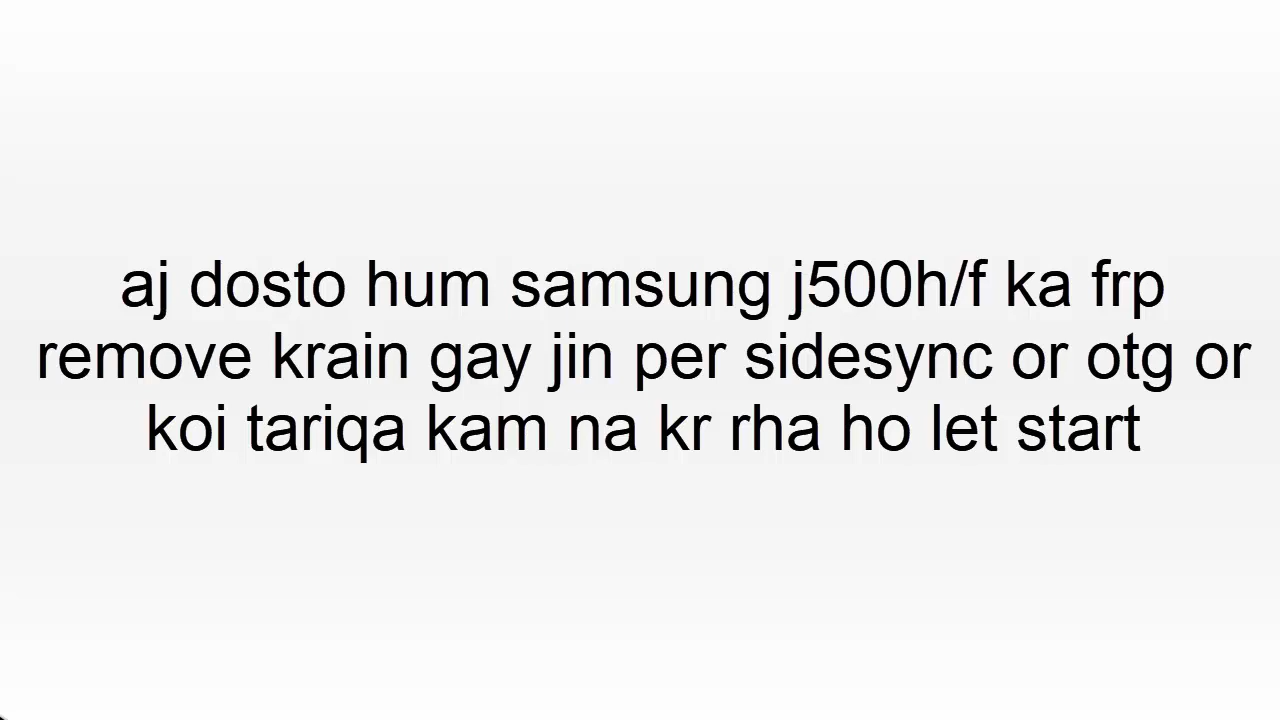 aj dosto hum samsung j500h/f ka frp
remove krain gay jin per sidesync or otg or
koi tariqa kam na kr rha ho let start